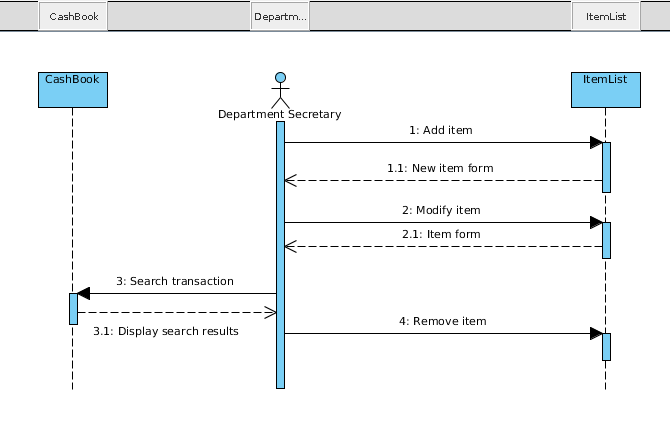 CashBook
Departm...
ItemList
CashBook
ItemList
Department Secretary
1: Add item
1.1: New item form
2: Modify item
2.1: Item form
3: Search transaction
3.1: Display search results
4: Remove item